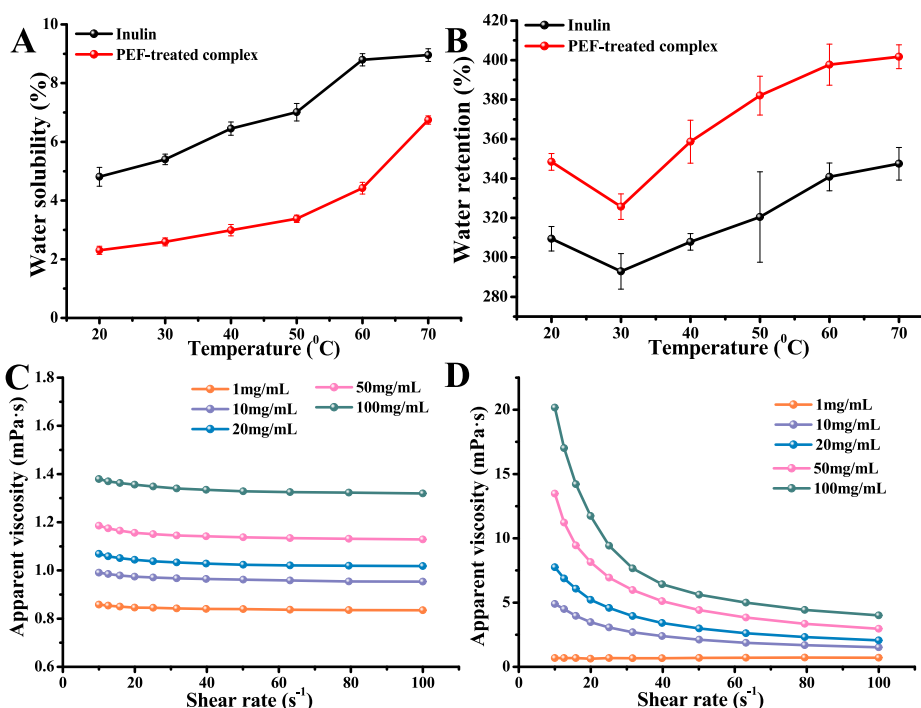 A
Inulin
PEF-treated complex
Water solubility (%)
10
8
6
4
2
0
20 30 40 50 60 70
Temperature (⁰C)
B
Inulin
PEF-treated complex
Water retention (%)
420
400
380
360
340
320
300
280
20 30 40 50 60 70
Temperature (⁰C)
C
1mg/mL
10mg/mL
20mg/mL
50mg/mL
100mg/mL
Apparent viscosity (mPa·s)
1.8
1.6
1.4
1.2
1.0
0.8
0.6
0 20 40 60 80 100
Shear rate (s⁻¹)
D
1mg/mL
10mg/mL
20mg/mL
50mg/mL
100mg/mL
Apparent viscosity (mPa·s)
20
15
10
5
0
0 20 40 60 80 100
Shear rate (s⁻¹)